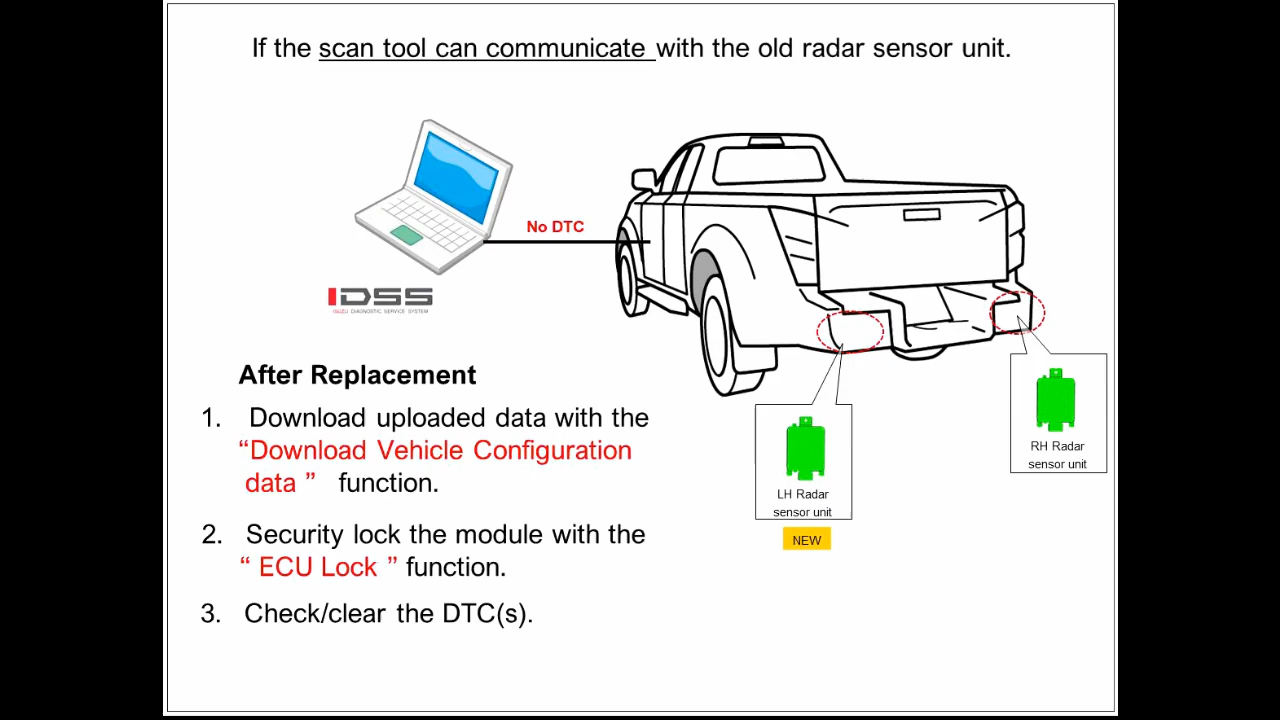 If the scan tool can communicate with the old radar sensor unit.
No DTC
IDSS
ISUZU DIAGNOSTIC SERVICE SYSTEM
After Replacement
1. Download uploaded data with the
“Download Vehicle Configuration
data ” function.
2. Security lock the module with the
“ ECU Lock ” function.
3. Check/clear the DTC(s).
LH Radar
sensor unit
NEW
RH Radar
sensor unit